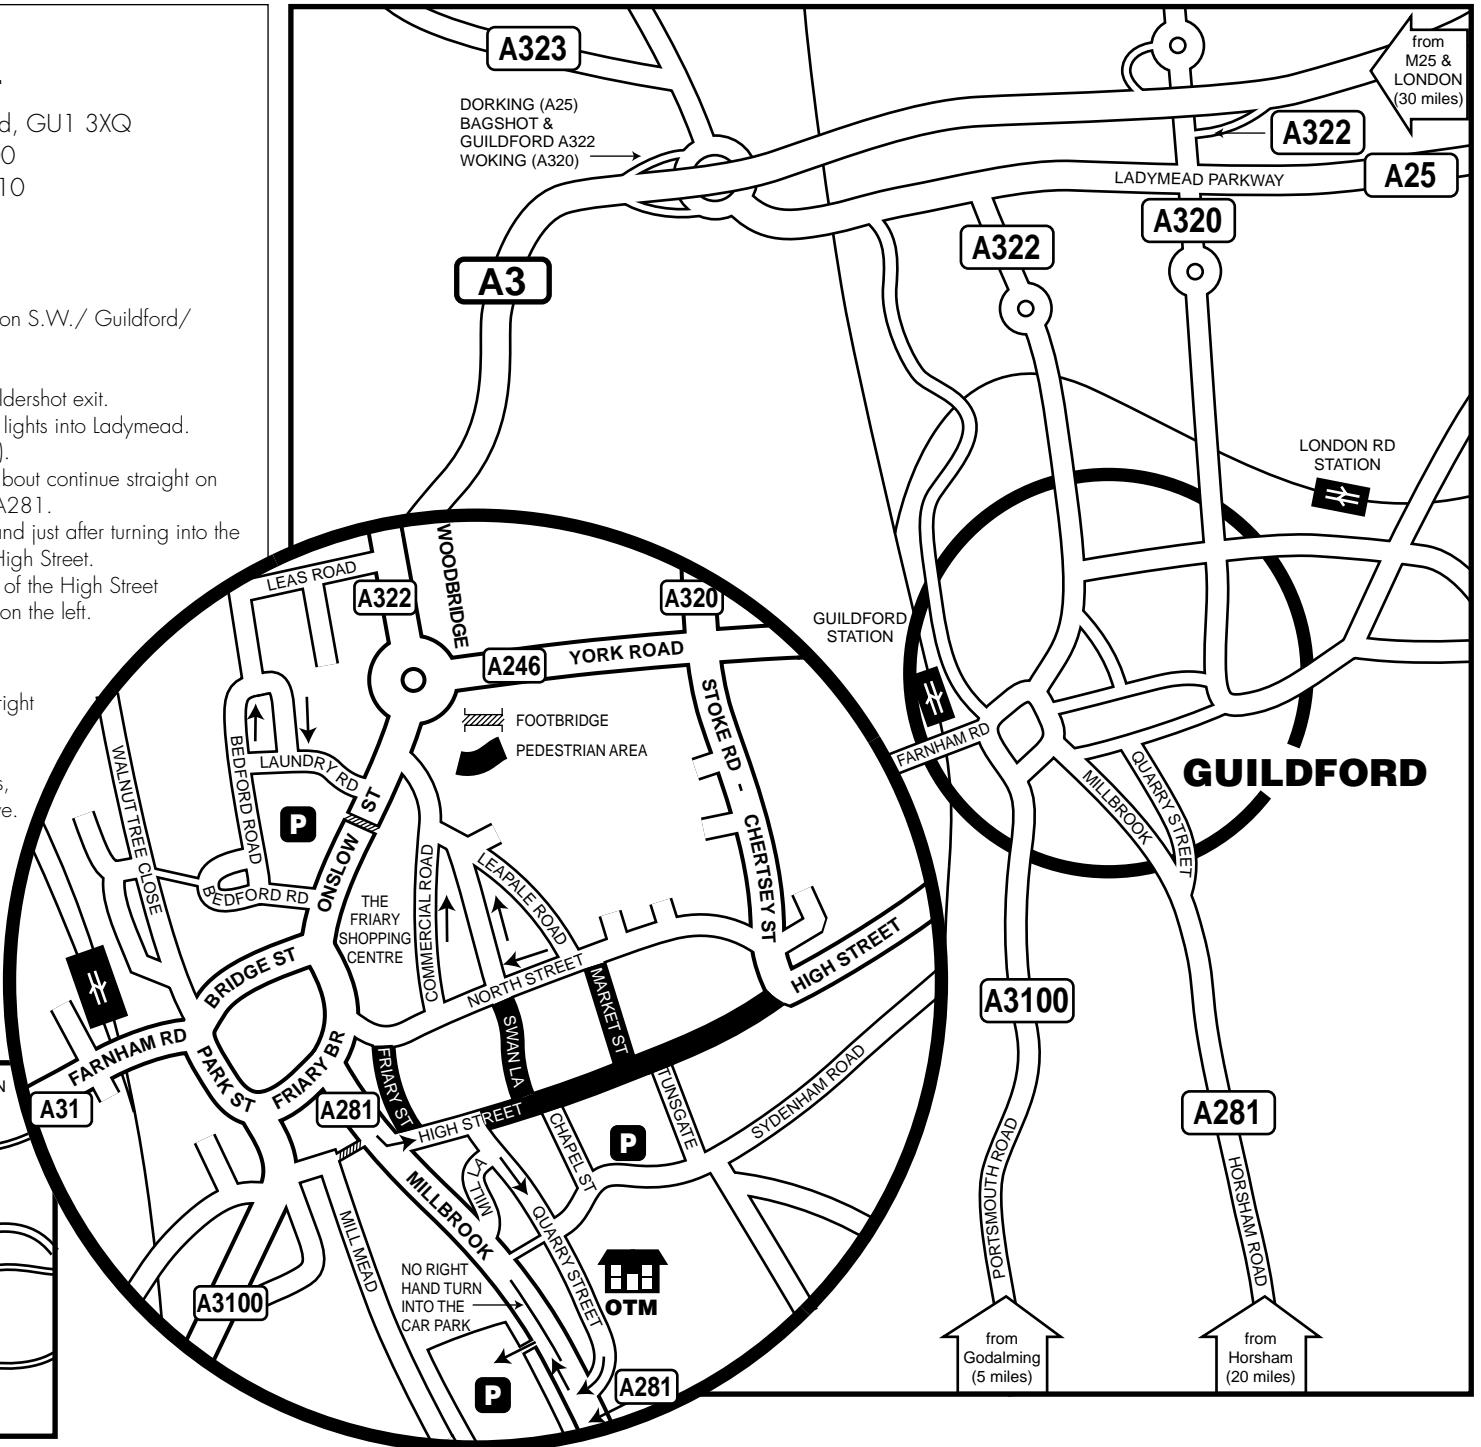 d, GU1 3XQ
0
10
on S.W./ Guildford/
ldershot exit.
lights into Ladymead.
).
bout continue straight on
A281.
and just after turning into the
High Street.
of the High Street
on the left.
right
s,
ve.
N
A323
DORKING (A25)
BAGSHOT &
GUILDFORD A322
WOKING (A320)
from
M25 &
LONDON
(30 miles)
A322
LADYMEAD PARKWAY
A25
A320
A322
A3
LONDON RD
STATION
GUILDFORD
STATION
FARNHAM RD
MILLBROOK
QUARRY STREET
GUILDFORD
A3100
A281
PORTSMOUTH ROAD
HORSHAM ROAD
from
Godalming
(5 miles)
from
Horsham
(20 miles)
LEAS ROAD
A322
WOODBRIDGE
A320
A246
YORK ROAD
FOOTBRIDGE
PEDESTRIAN AREA
STOKE RD - CHERTSEY ST
WALNUT TREE CLOSE
BEDFORD ROAD
LAUNDRY RD
P
ONSLOW ST
BEDFORD RD
THE
FRIARY
SHOPPING
CENTRE
COMMERCIAL ROAD
LEAPALE ROAD
NORTH STREET
HIGH STREET
BRIDGE ST
FARNHAM RD
PARK ST
FRIARY BR
A31
A281
FRIARY ST
SWAN LA
MARKET ST
HIGH STREET
CHAPEL ST
P
TUNSGATE
SYDENHAM ROAD
MILL LA
MILLBROOK
QUARRY STREET
MILL MEAD
A3100
NO RIGHT
HAND TURN
INTO THE
CAR PARK
OTM
P
A281